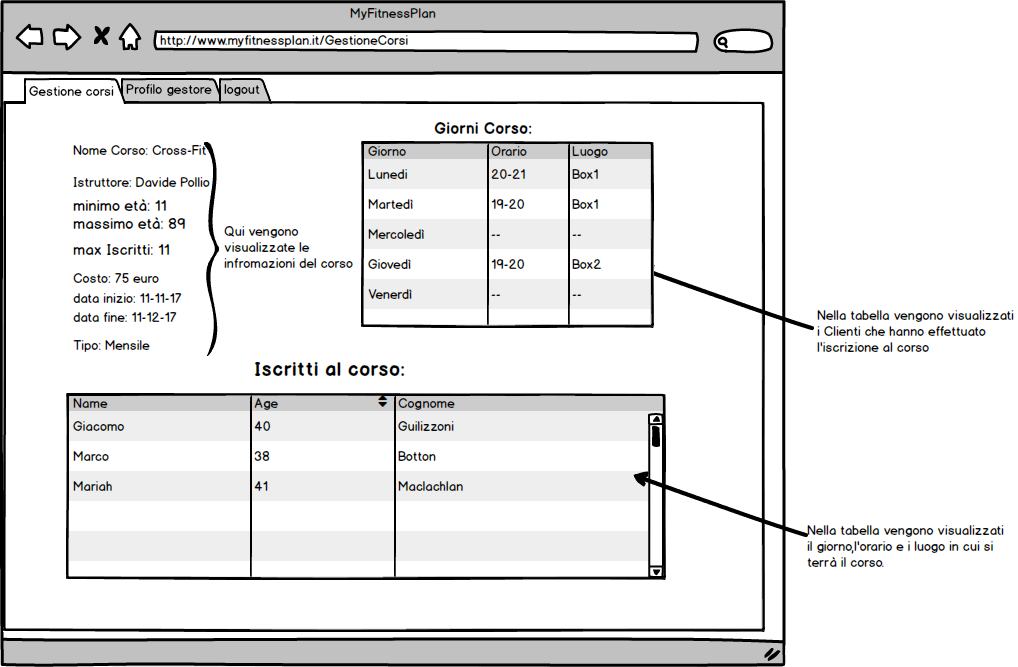 MyFitnessPlan
http://www.myfitnessplan.it/GestioneCorsi
Gestione corsi Profilo gestore logout
Nome Corso: Cross-Fit
Istruttore: Davide Pollio
minimo età: 11
massimo età: 89
max Iscritti: 11
Costo: 75 euro
data inizio: 11-11-17
data fine: 11-12-17
Tipo: Mensile
Qui vengono
visualizzate le
infromazioni del corso
Giorni Corso:
Giorno Orario Luogo
Lunedi 20-21 Box1
Martedì 19-20 Box1
Mercoledì -- --
Giovedì 19-20 Box2
Venerdì -- --
Nella tabella vengono visualizzati
i Clienti che hanno effettuato
l'iscrizione al corso
Iscritti al corso:
Name Age Cognome
Giacomo 40 Guilizzoni
Marco 38 Botton
Mariah 41 Maclachlan
Nella tabella vengono visualizzati
il giorno,l'orario e i luogo in cui si
terrà il corso.